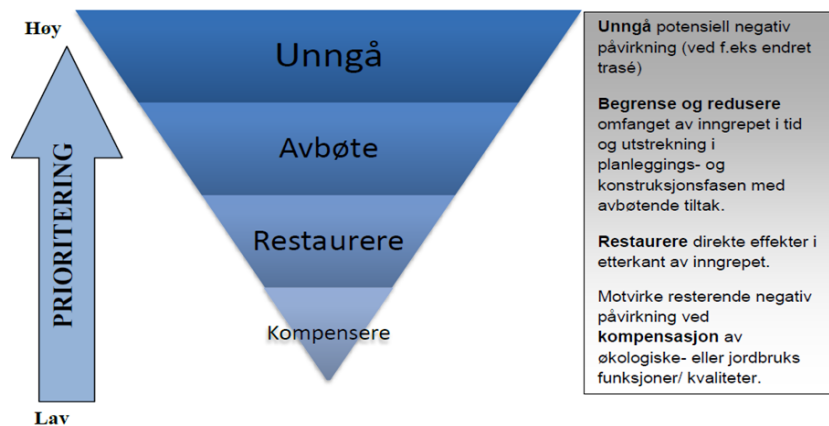 Høy
PRIORITERING
Lav
Unngå
Avbøte
Restaurere
Kompensere
Unngå potensiell negativ
påvirkning (ved f.eks endret
trasé)
Begrense og redusere
omfanget av inngrepet i tid
og utstrekning i
planleggings- og
konstruksjonsfasen med
avbøtende tiltak.
Restaurere direkte effekter i
etterkant av inngrepet.
Motvirke resterende negativ
påvirkning ved
kompensasjon av
økologiske- eller jordbruks
funksjoner/ kvaliteter.